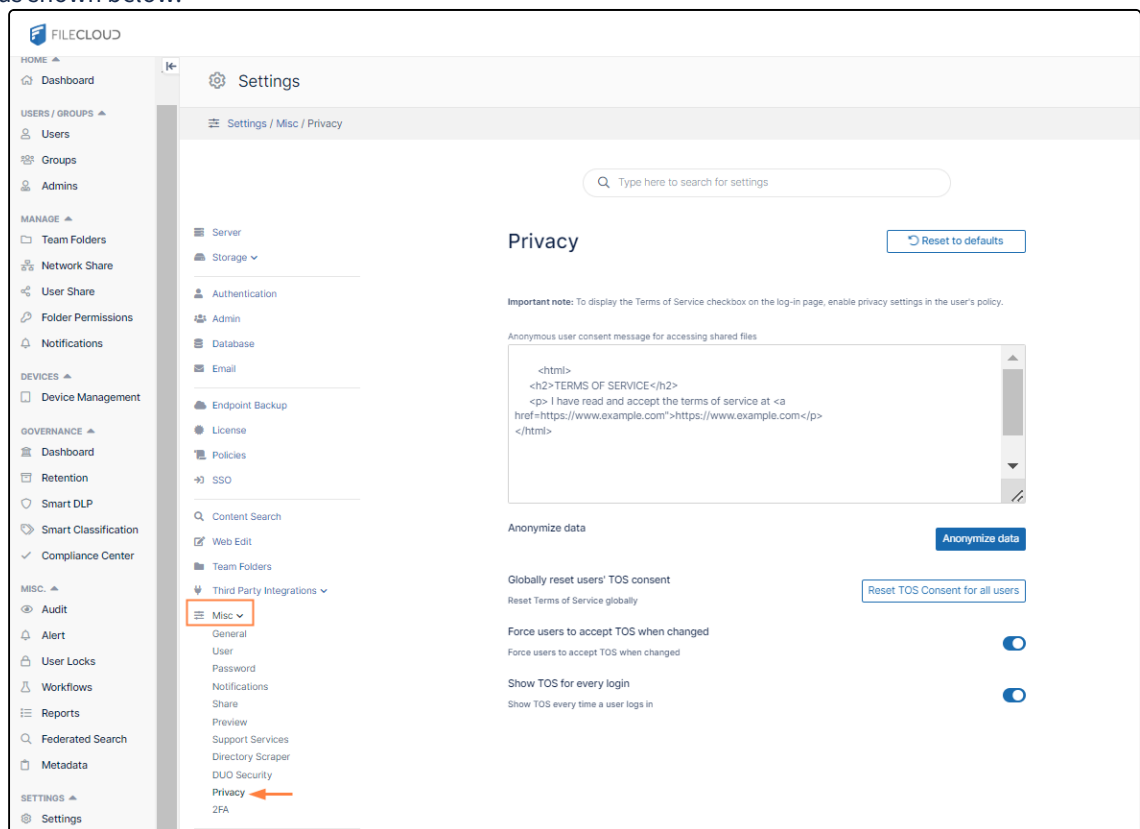 as shown below.
FILECLOUD
HOME
Dashboard
USERS / GROUPS
Users
Groups
Admins
MANAGE
Team Folders
Network Share
User Share
Folder Permissions
Notifications
DEVICES
Device Management
GOVERNANCE
Dashboard
Retention
Smart DLP
Smart Classification
Compliance Center
MISC.
Audit
Alert
User Locks
Workflows
Reports
Federated Search
Metadata
SETTINGS
Settings
Settings
Settings / Misc / Privacy
Type here to search for settings
Server
Storage
Authentication
Admin
Database
Email
Endpoint Backup
License
Policies
SSO
Content Search
Web Edit
Team Folders
Third Party Integrations
Misc
General
User
Password
Notifications
Share
Preview
Support Services
Directory Scraper
DUO Security
Privacy
2FA
Privacy
Reset to defaults
Important note: To display the Terms of Service checkbox on the log-in page, enable privacy settings in the user's policy.
Anonymous user consent message for accessing shared files
<html>
<h2>TERMS OF SERVICE</h2>
<p> I have read and accept the terms of service at <a
href=https://www.example.com">https://www.example.com</p>
</html>
Anonymize data
Anonymize data
Globally reset users' TOS consent
Reset Terms of Service globally
Reset TOS Consent for all users
Force users to accept TOS when changed
Force users to accept TOS when changed
Show TOS for every login
Show TOS every time a user logs in